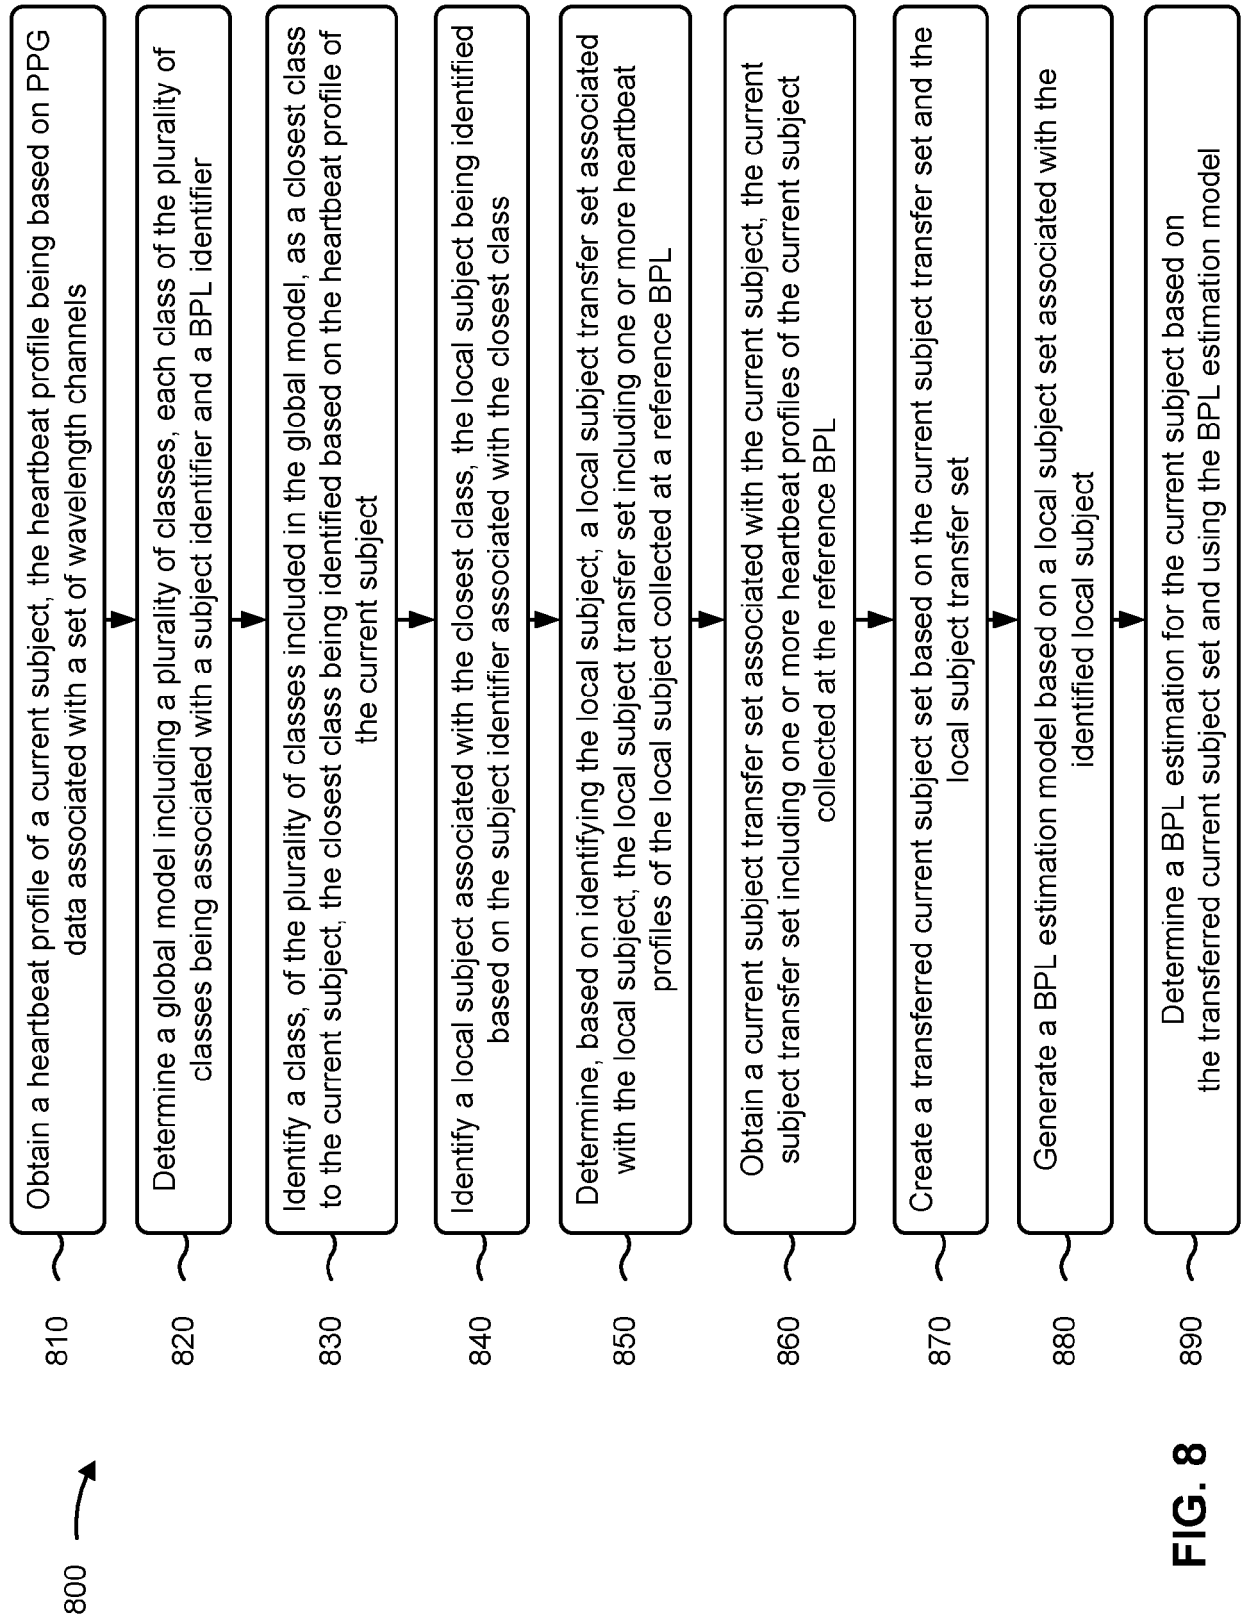 800
810
Obtain a heartbeat profile of a current subject, the heartbeat profile being based on PPG
data associated with a set of wavelength channels
820
Determine a global model including a plurality of classes, each class of the plurality of
classes being associated with a subject identifier and a BPL identifier
830
Identify a class, of the plurality of classes included in the global model, as a closest class
to the current subject, the closest class being identified based on the heartbeat profile of
the current subject
840
Identify a local subject associated with the closest class, the local subject being identified
based on the subject identifier associated with the closest class
850
Determine, based on identifying the local subject, a local subject transfer set associated
with the local subject, the local subject transfer set including one or more heartbeat
profiles of the local subject collected at a reference BPL
860
Obtain a current subject transfer set associated with the current subject, the current
subject transfer set including one or more heartbeat profiles of the current subject
collected at the reference BPL
870
Create a transferred current subject set based on the current subject transfer set and the
local subject transfer set
880
Generate a BPL estimation model based on a local subject set associated with the
identified local subject
890
Determine a BPL estimation for the current subject based on
the transferred current subject set and using the BPL estimation model
FIG. 8